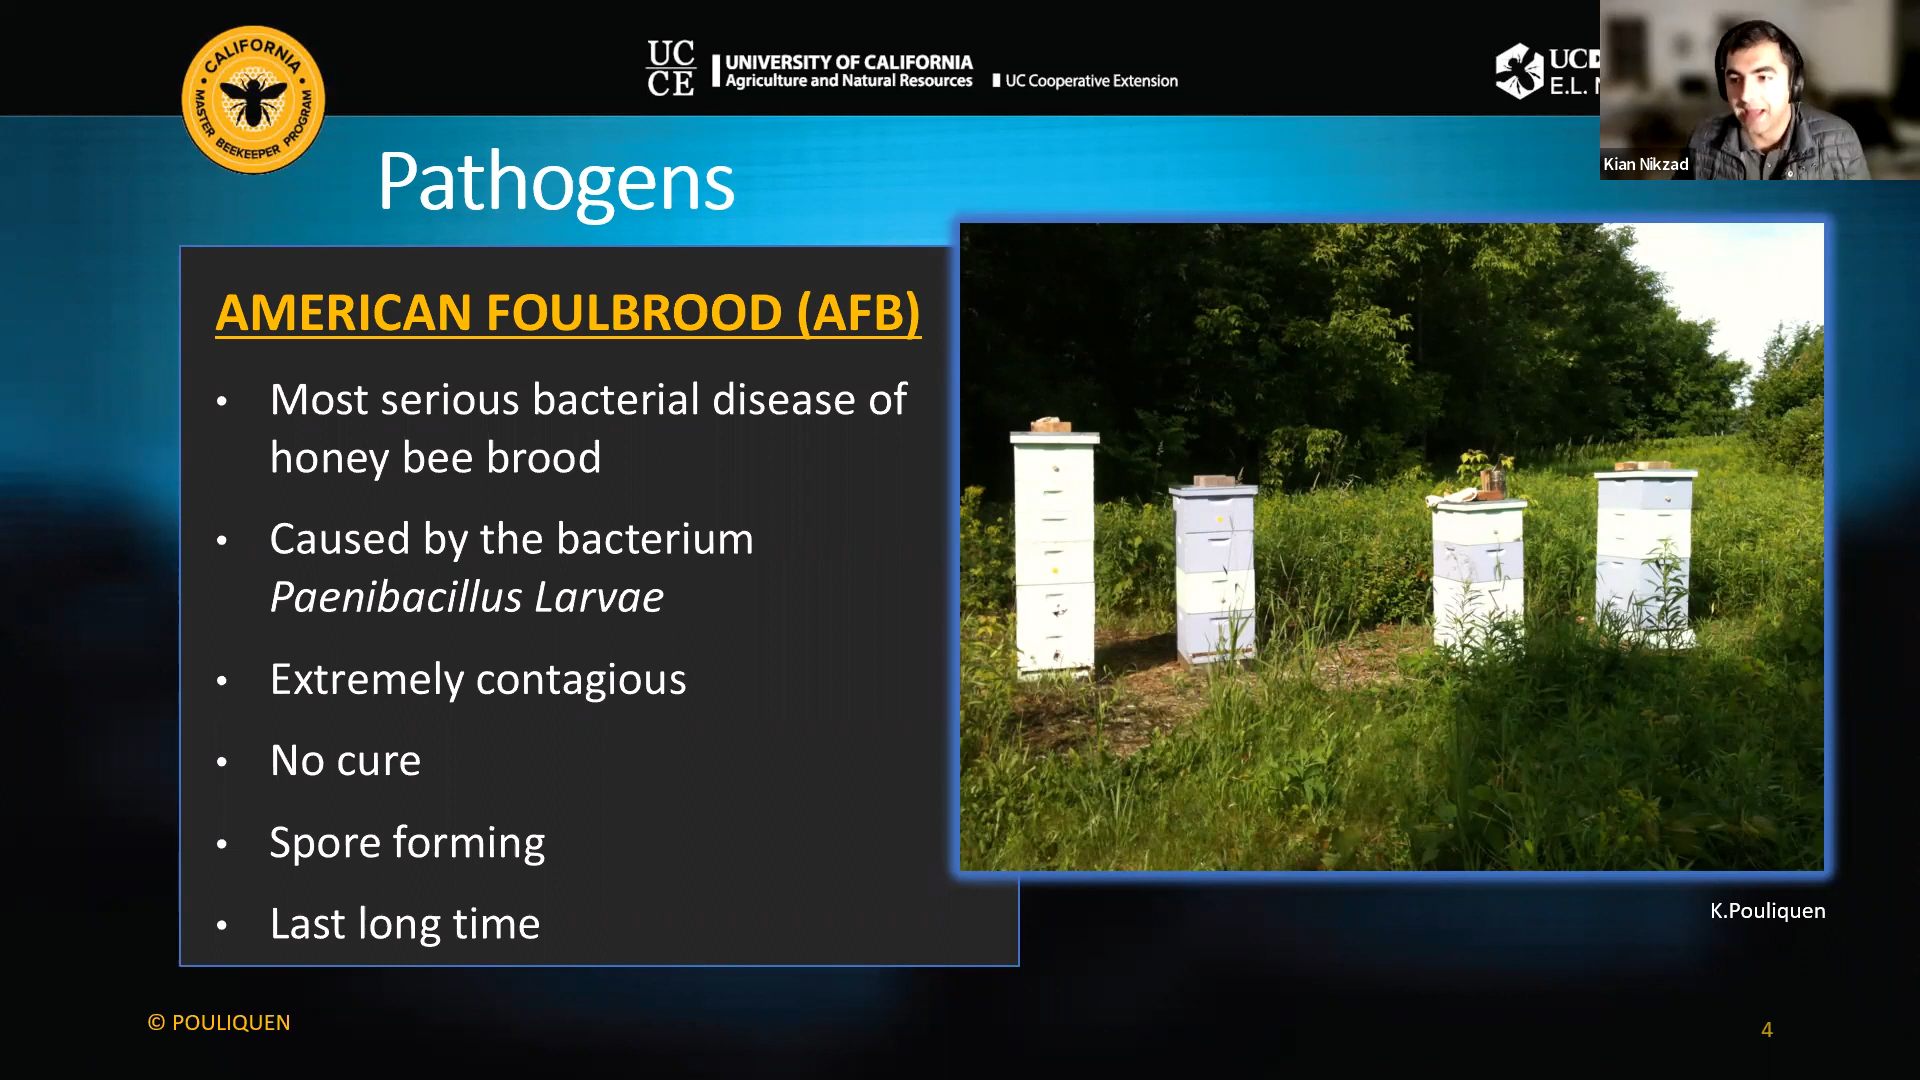 CALIFORNIA
MASTER BEEKEEPER PROGRAM
UC
CE
UNIVERSITY OF CALIFORNIA
Agriculture and Natural Resources
UC Cooperative Extension
E.L.
Kian Nikzad
Pathogens
AMERICAN FOULBROOD (AFB)
• Most serious bacterial disease of
honey bee brood
• Caused by the bacterium
Paenibacillus Larvae
• Extremely contagious
• No cure
• Spore forming
• Last long time
K.Pouliquen
© POULIQUEN
4